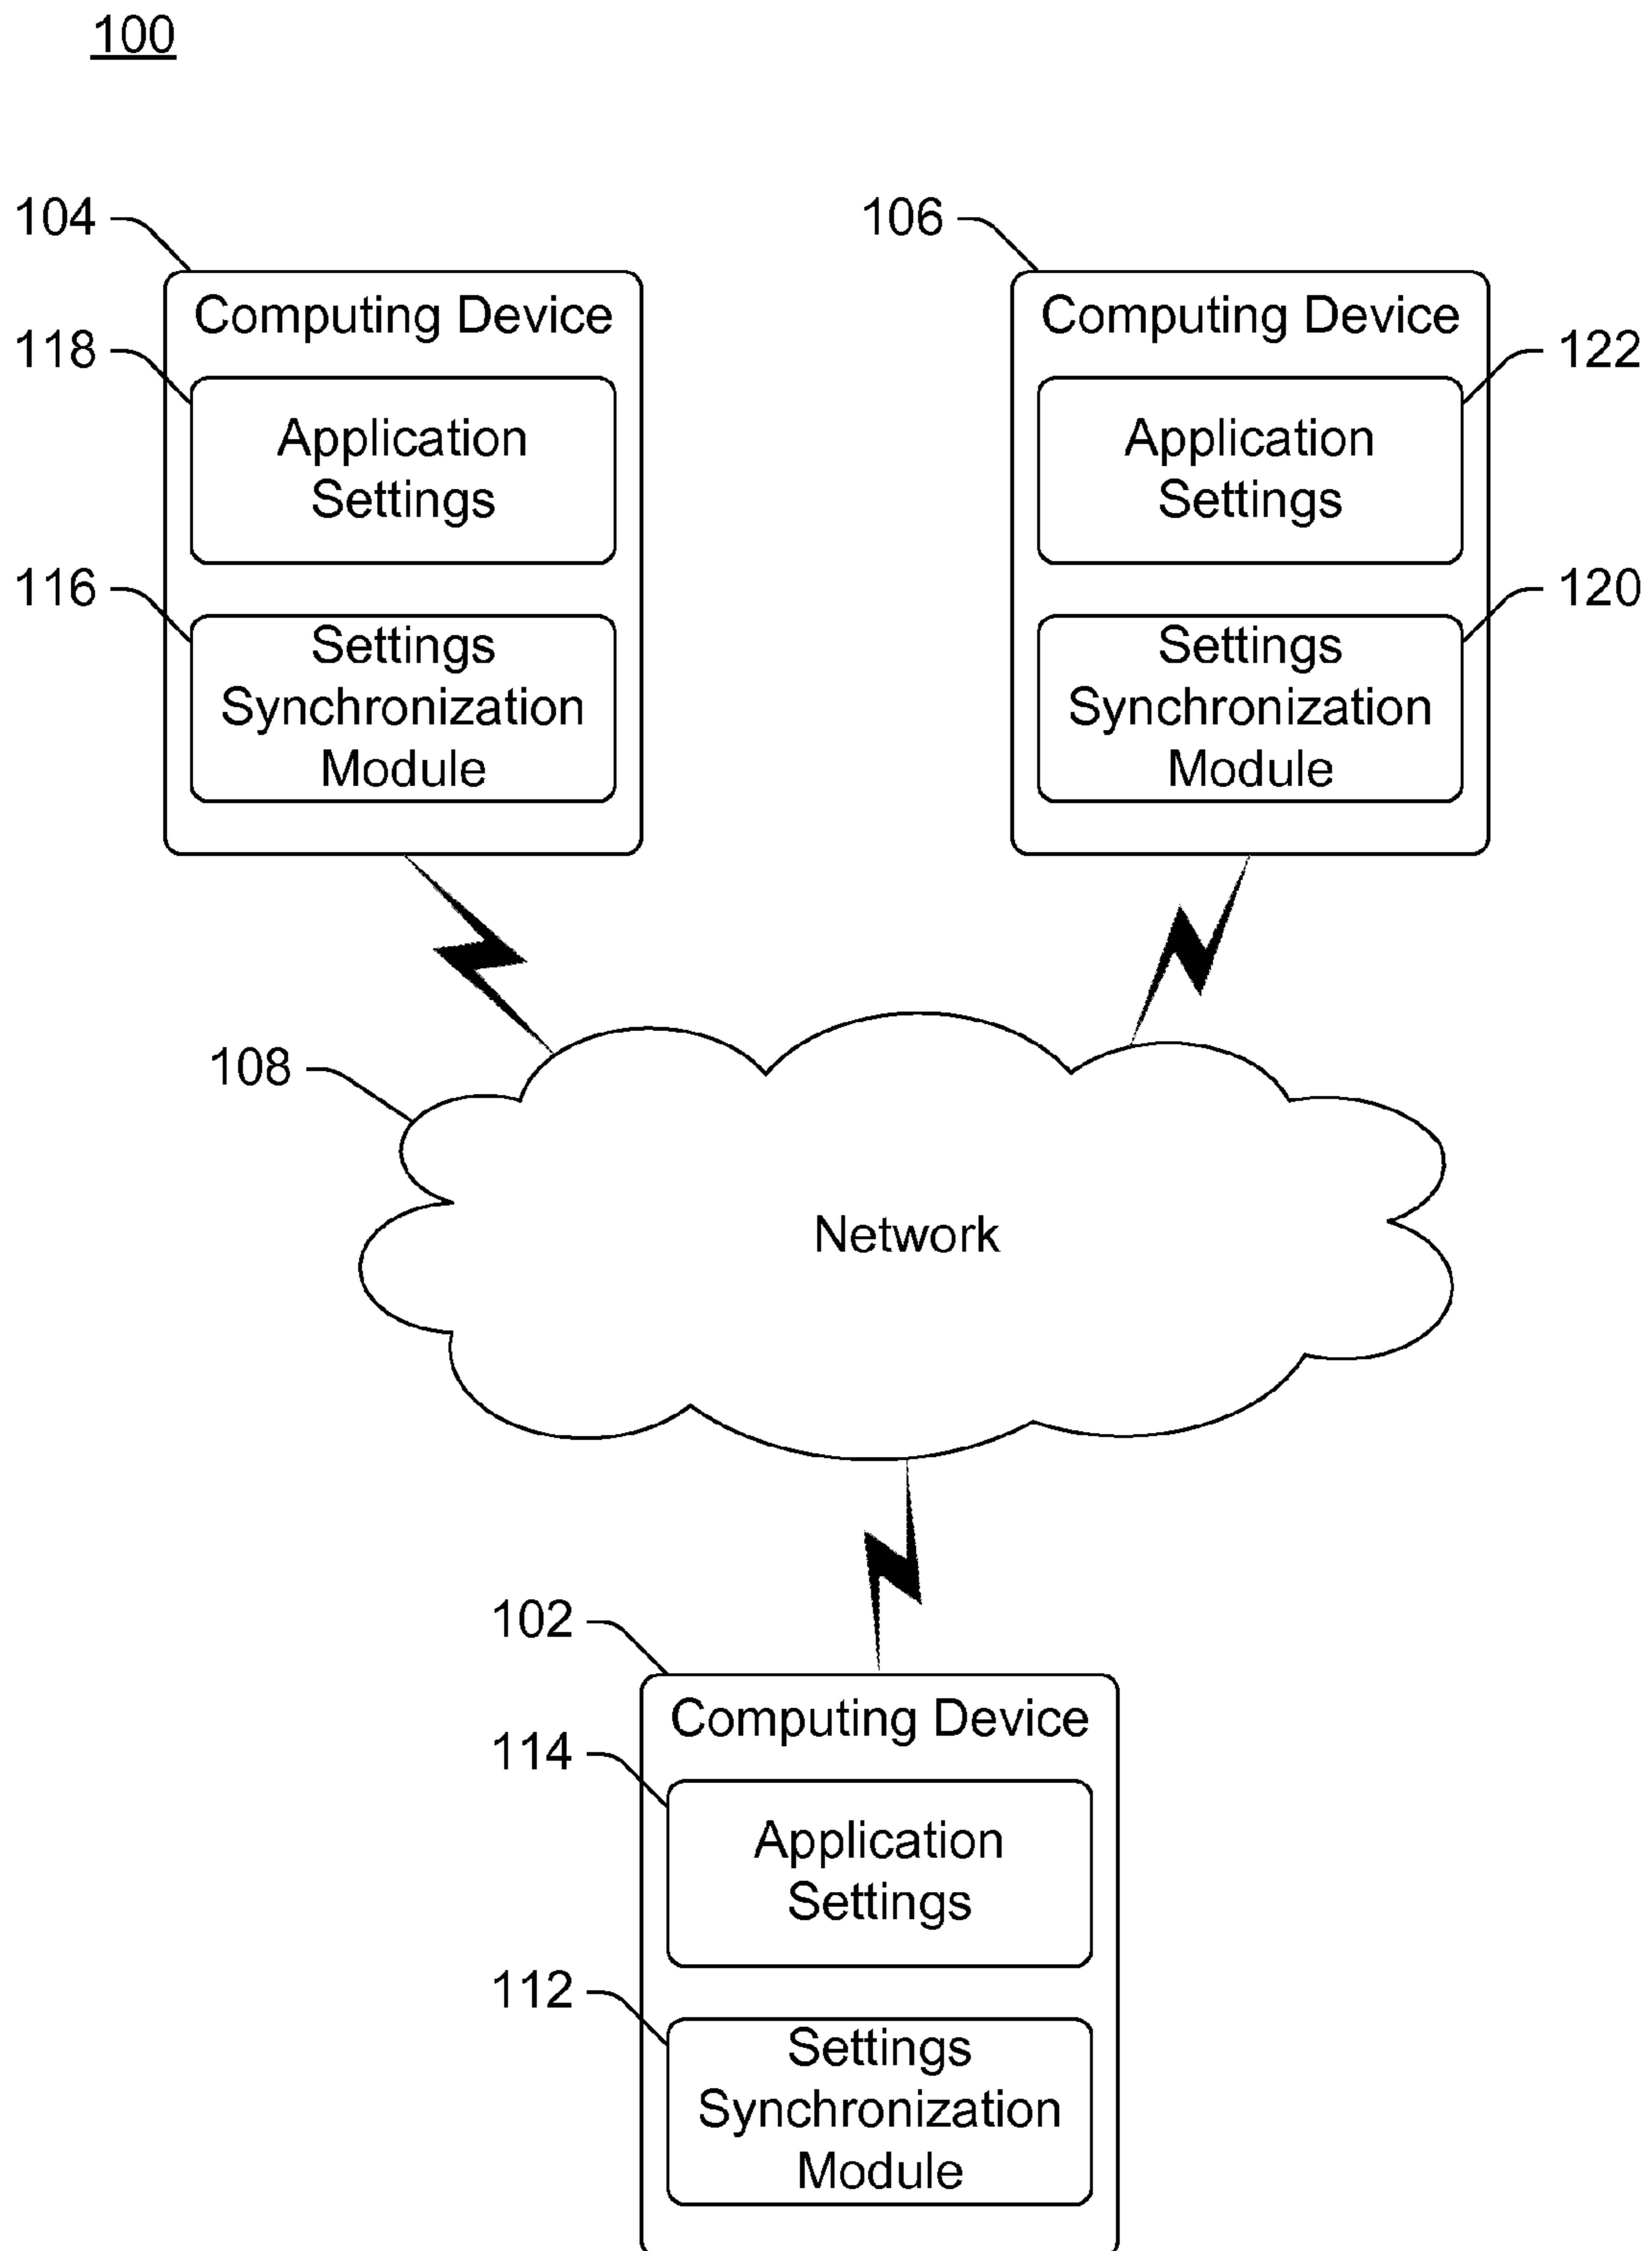 100
104
106
Computing Device
Computing Device
118
122
Application
Settings
Application
Settings
116
120
Settings
Synchronization
Module
Settings
Synchronization
Module
108
Network
102
Computing Device
114
Application
Settings
112
Settings
Synchronization
Module